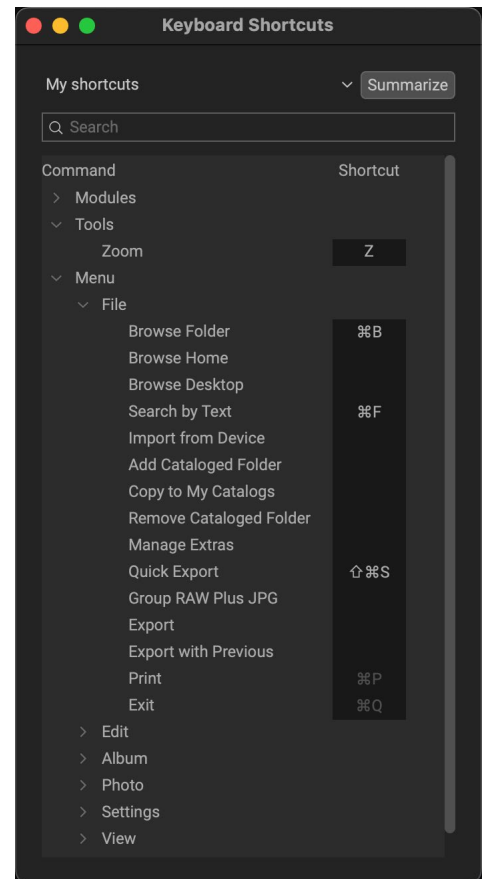 Keyboard Shortcuts
My shortcuts Summarize
Search
Command Shortcut
Modules
Tools
Zoom Z
Menu
File
Browse Folder ⌘B
Browse Home
Browse Desktop
Search by Text ⌘F
Import from Device
Add Cataloged Folder
Copy to My Catalogs
Remove Cataloged Folder
Manage Extras
Quick Export ⇧⌘S
Group RAW Plus JPG
Export
Export with Previous
Print ⌘P
Exit ⌘Q
Edit
Album
Photo
Settings
View